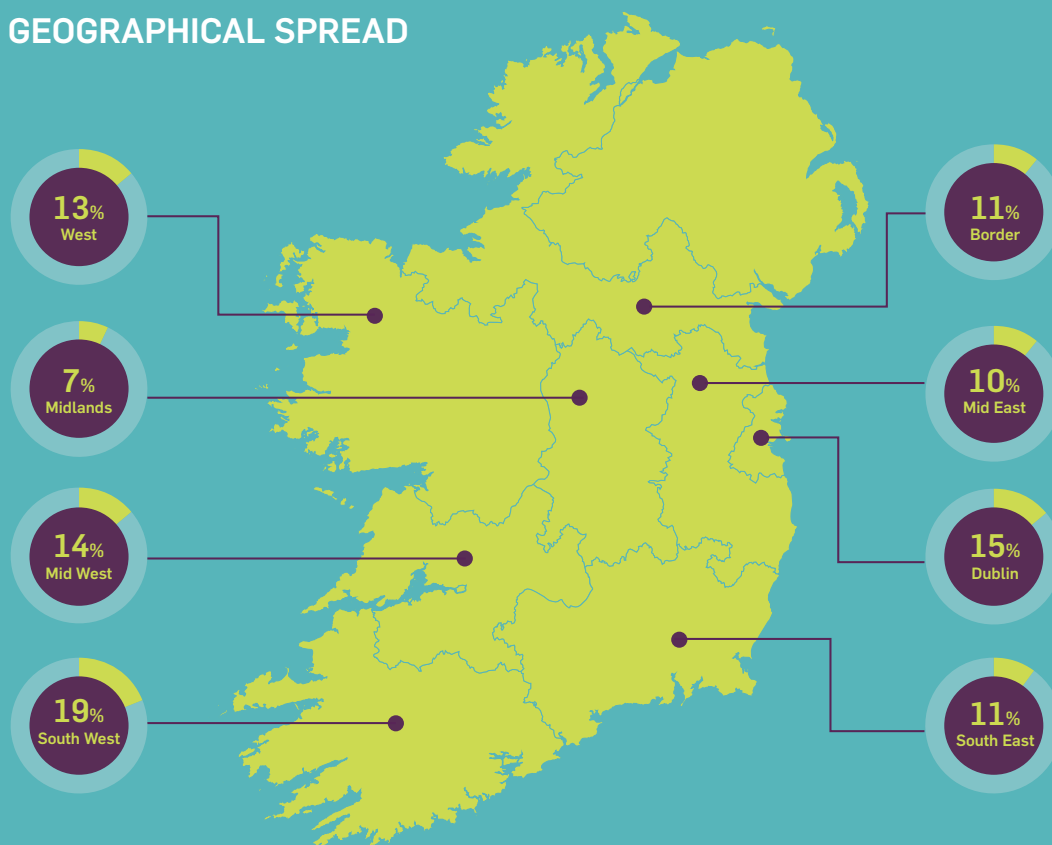 GEOGRAPHICAL SPREAD
13%
West
7%
Midlands
14%
Mid West
19%
South West
11%
Border
10%
Mid East
15%
Dublin
11%
South East